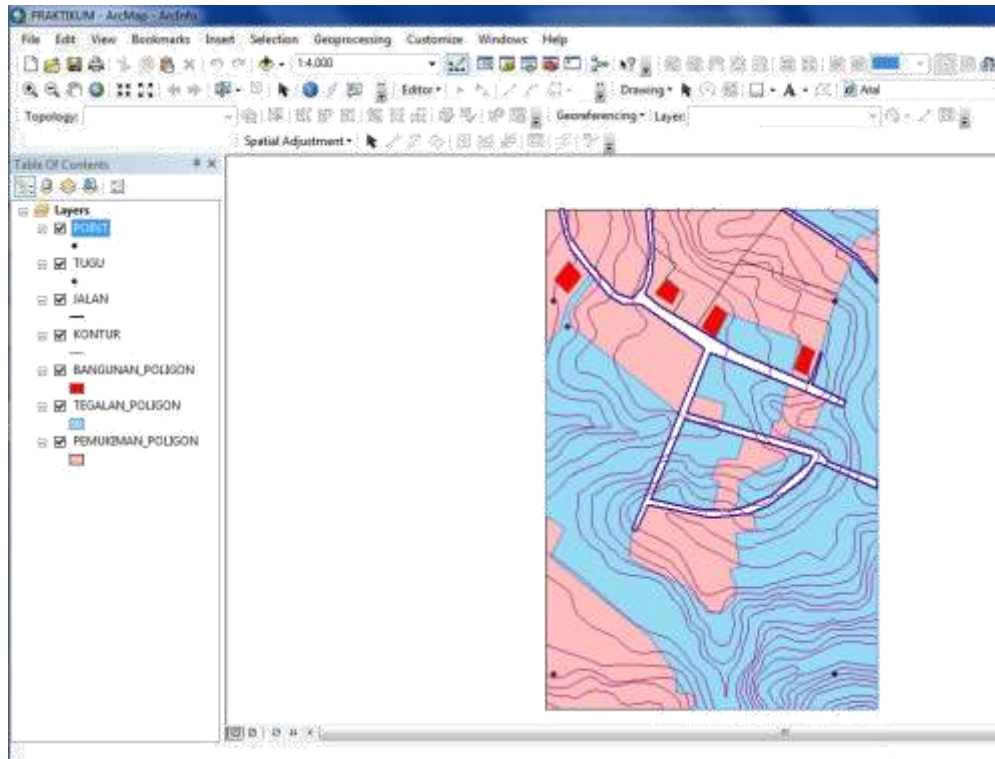 PRAKTIKUM - ArcMap - ArcInfo
File Edit View Bookmarks Insert Selection Geoprocessing Customize Windows Help
1:4,000
Editor Drawing A Arial
Topology: Georeferencing Layer:
Spatial Adjustment
Table Of Contents
Layers
POINT
TUGU
JALAN
KONTUR
BANGUNAN_POLIGON
TEGALAN_POLIGON
PEMUKIMAN_POLIGON